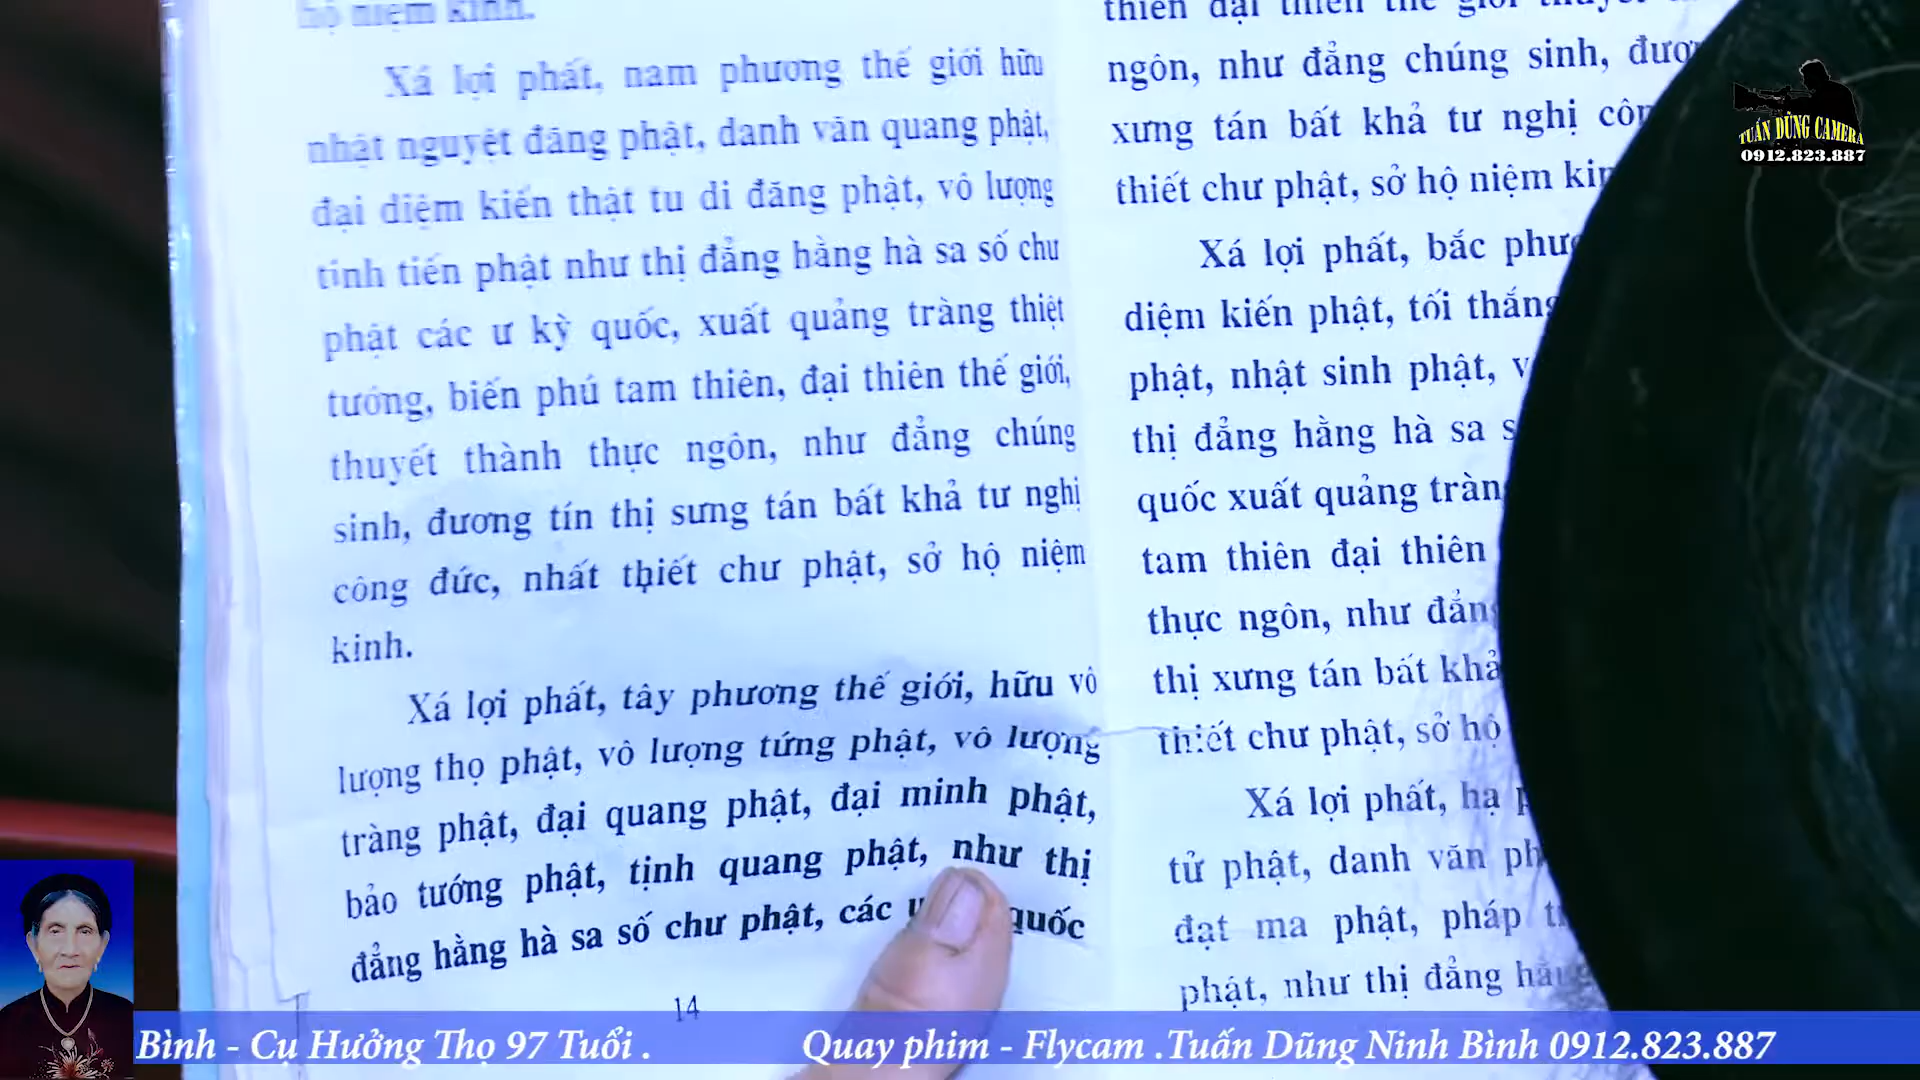 hộ niệm kinh.
Xá lợi phất, nam phương thế giới hữu
nhật nguyệt đăng phật, danh văn quang phật,
đại diệm kiến thật tu di đăng phật, vô lượng
tinh tiến phật như thị đẳng hằng hà sa số chư
phật các ư kỳ quốc, xuất quảng tràng thiệt
tướng, biến phú tam thiên, đại thiên thế giới,
thuyết thành thực ngôn, như đẳng chúng
sinh, đương tín thị sưng tán bất khả tư nghị
công đức, nhất thiết chư phật, sở hộ niệm
kinh.
Xá lợi phất, tây phương thế giới, hữu vô
lượng thọ phật, vô lượng tứng phật, vô lượng
tràng phật, đại quang phật, đại minh phật,
bảo tướng phật, tịnh quang phật, như thị
đẳng hằng hà sa số chư phật, các quốc
14
thiên đại thiên thế giới
ngôn, như đẳng chúng sinh,
xưng tán bất khả tư nghị
thiết chư phật, sở hộ niệm
Xá lợi phất, bắc
diệm kiến phật, tối thắng
phật, nhật sinh phật,
thị đẳng hằng hà sa
quốc xuất quảng
tam thiên đại thiên
thực ngôn, như
thị xưng tán bất khả
thiết chư phật, sở hộ
Xá lợi phất, hạ
tử phật, danh văn
đạt ma phật, pháp
phật, như thị đẳng
TUẤN DŨNG CAMERA
0912.823.887
Bình - Cụ Hưởng Thọ 97 Tuổi .
Quay phim - Flycam .Tuấn Dũng Ninh Bình 0912.823.887